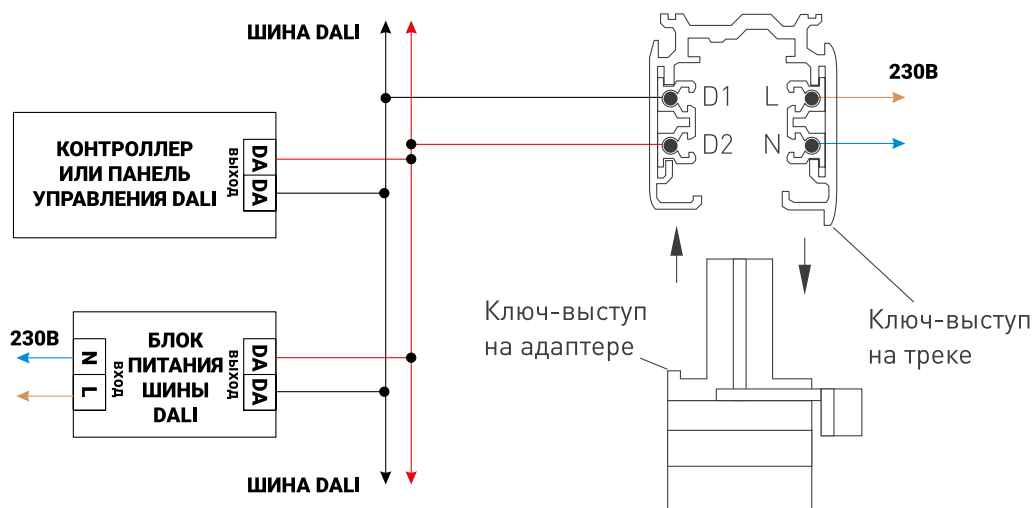 ШИНА DALI
230В
D1
L
D2
N
КОНТРОЛЛЕР
ИЛИ ПАНЕЛЬ
УПРАВЛЕНИЯ DALI
ВЫХОД
DA
DA
Ключ-выступ
на адаптере
Ключ-выступ
на треке
230В
N
L
ВХОД
БЛОК
ПИТАНИЯ
ШИНЫ
DALI
ВЫХОД
DA
DA
ШИНА DALI